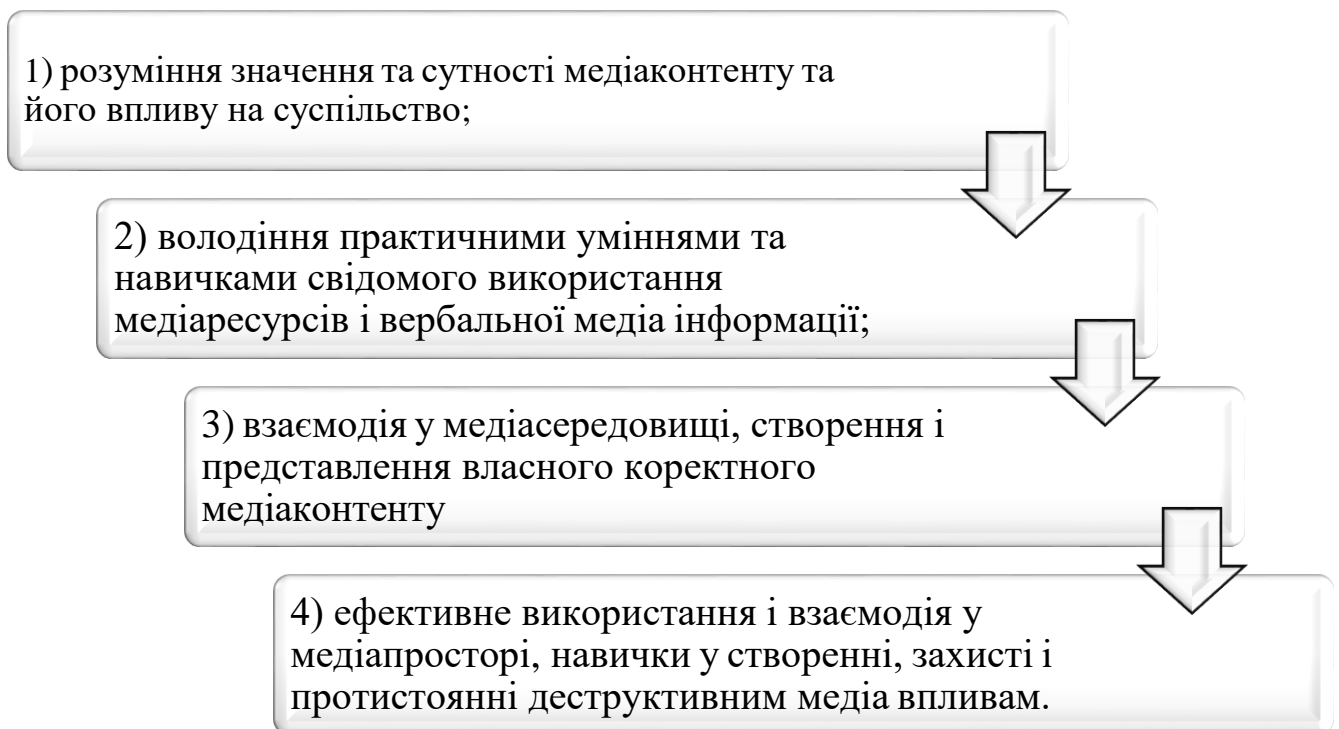 1) розуміння значення та сутності медіаконтенту та
його впливу на суспільство;
2) володіння практичними уміннями та
навичками свідомого використання
медіаресурсів і вербальної медіа інформації;
3) взаємодія у медіасередовищі, створення і
представлення власного коректного
медіаконтенту
4) ефективне використання і взаємодія у
медіапросторі, навички у створенні, захисті і
протистоянні деструктивним медіа впливам.